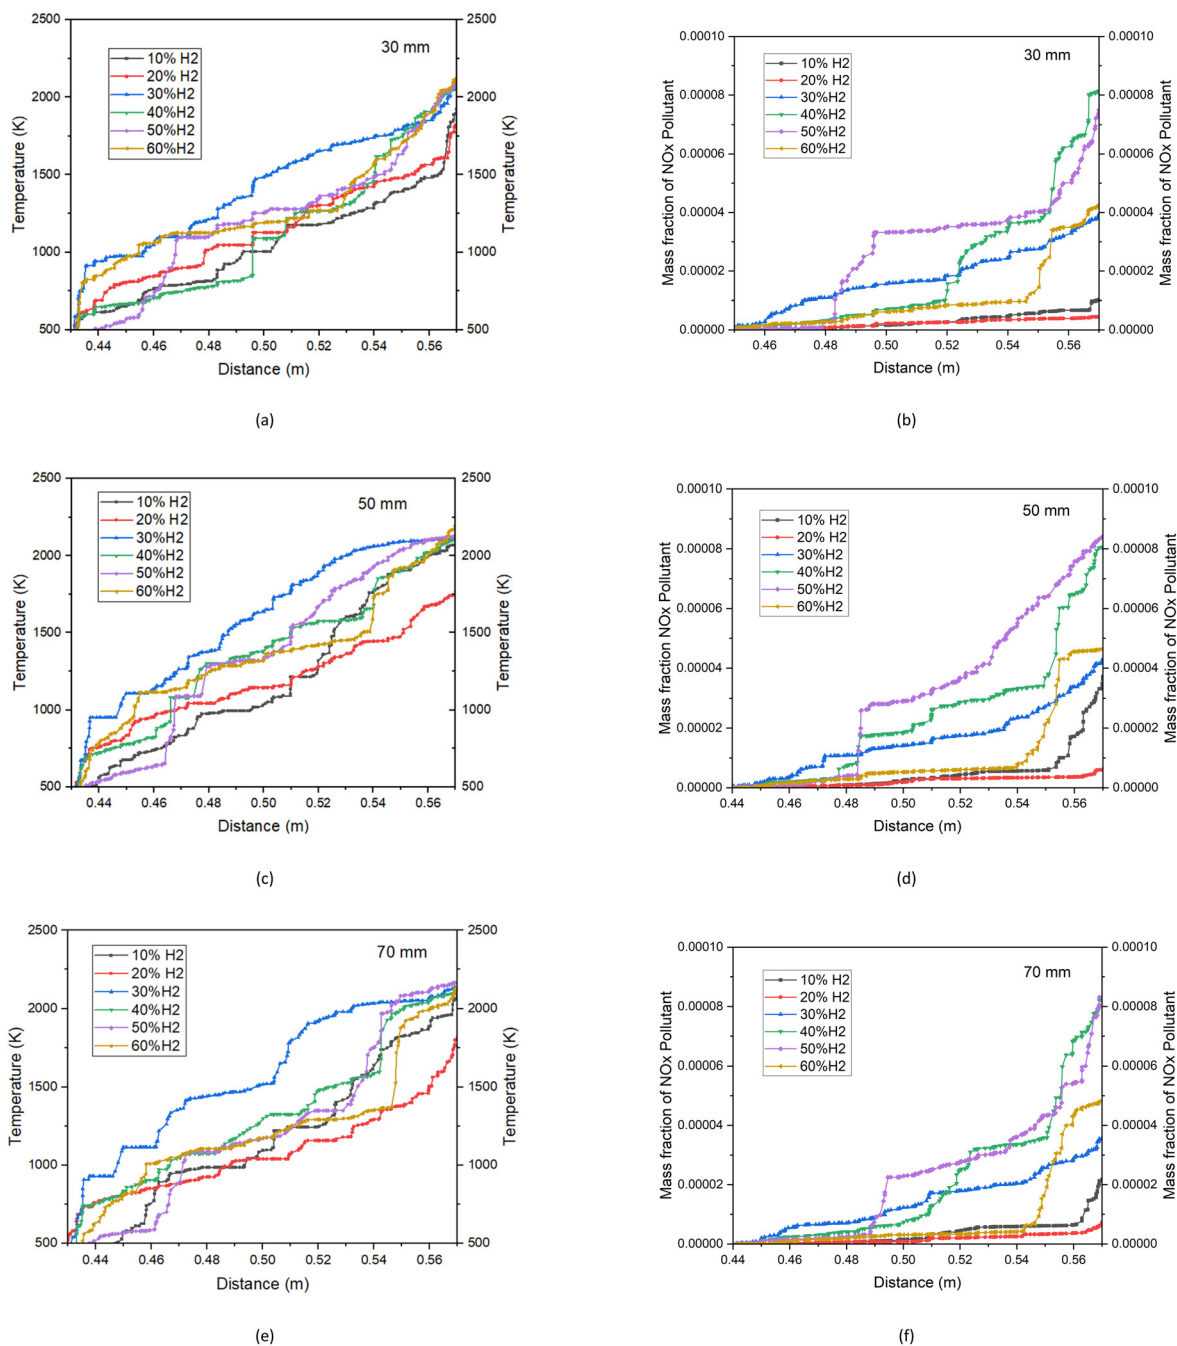 2500
2000
1500
1000
500
Temperature (K)
30 mm
10% H2
20% H2
30%H2
40%H2
50%H2
60%H2
2500
2000
1500
1000
500
Temperature (K)
0.44 0.46 0.48 0.50 0.52 0.54 0.56
Distance (m)
(a)
0.00010
0.00008
0.00006
0.00004
0.00002
0.00000
Mass fraction of NOx Pollutant
30 mm
10% H2
20% H2
30%H2
40%H2
50%H2
60%H2
0.00010
0.00008
0.00006
0.00004
0.00002
0.00000
Mass fraction of NOx Pollutant
0.46 0.48 0.50 0.52 0.54 0.56
Distance (m)
(b)
2500
2000
1500
1000
500
Temperature (K)
50 mm
10% H2
20% H2
30%H2
40%H2
50%H2
60%H2
2500
2000
1500
1000
500
Temperature (K)
0.44 0.46 0.48 0.50 0.52 0.54 0.56
Distance (m)
(c)
0.00010
0.00008
0.00006
0.00004
0.00002
0.00000
Mass fraction NOx Pollutant
50 mm
10% H2
20% H2
30%H2
40%H2
50%H2
60%H2
0.00010
0.00008
0.00006
0.00004
0.00002
0.00000
Mass fraction of NOx Pollutant
0.44 0.46 0.48 0.50 0.52 0.54 0.56
Distance (m)
(d)
2500
2000
1500
1000
500
Temperature (K)
70 mm
10% H2
20% H2
30%H2
40%H2
50%H2
60%H2
2500
2000
1500
1000
500
Temperature (K)
0.44 0.46 0.48 0.50 0.52 0.54 0.56
Distance (m)
(e)
0.00010
0.00008
0.00006
0.00004
0.00002
0.00000
Mass fraction of NOx Pollutant
70 mm
10% H2
20% H2
30%H2
40%H2
50%H2
60%H2
0.00010
0.00008
0.00006
0.00004
0.00002
0.00000
Mass fraction of NOx Pollutant
0.44 0.46 0.48 0.50 0.52 0.54 0.56
Distance (m)
(f)